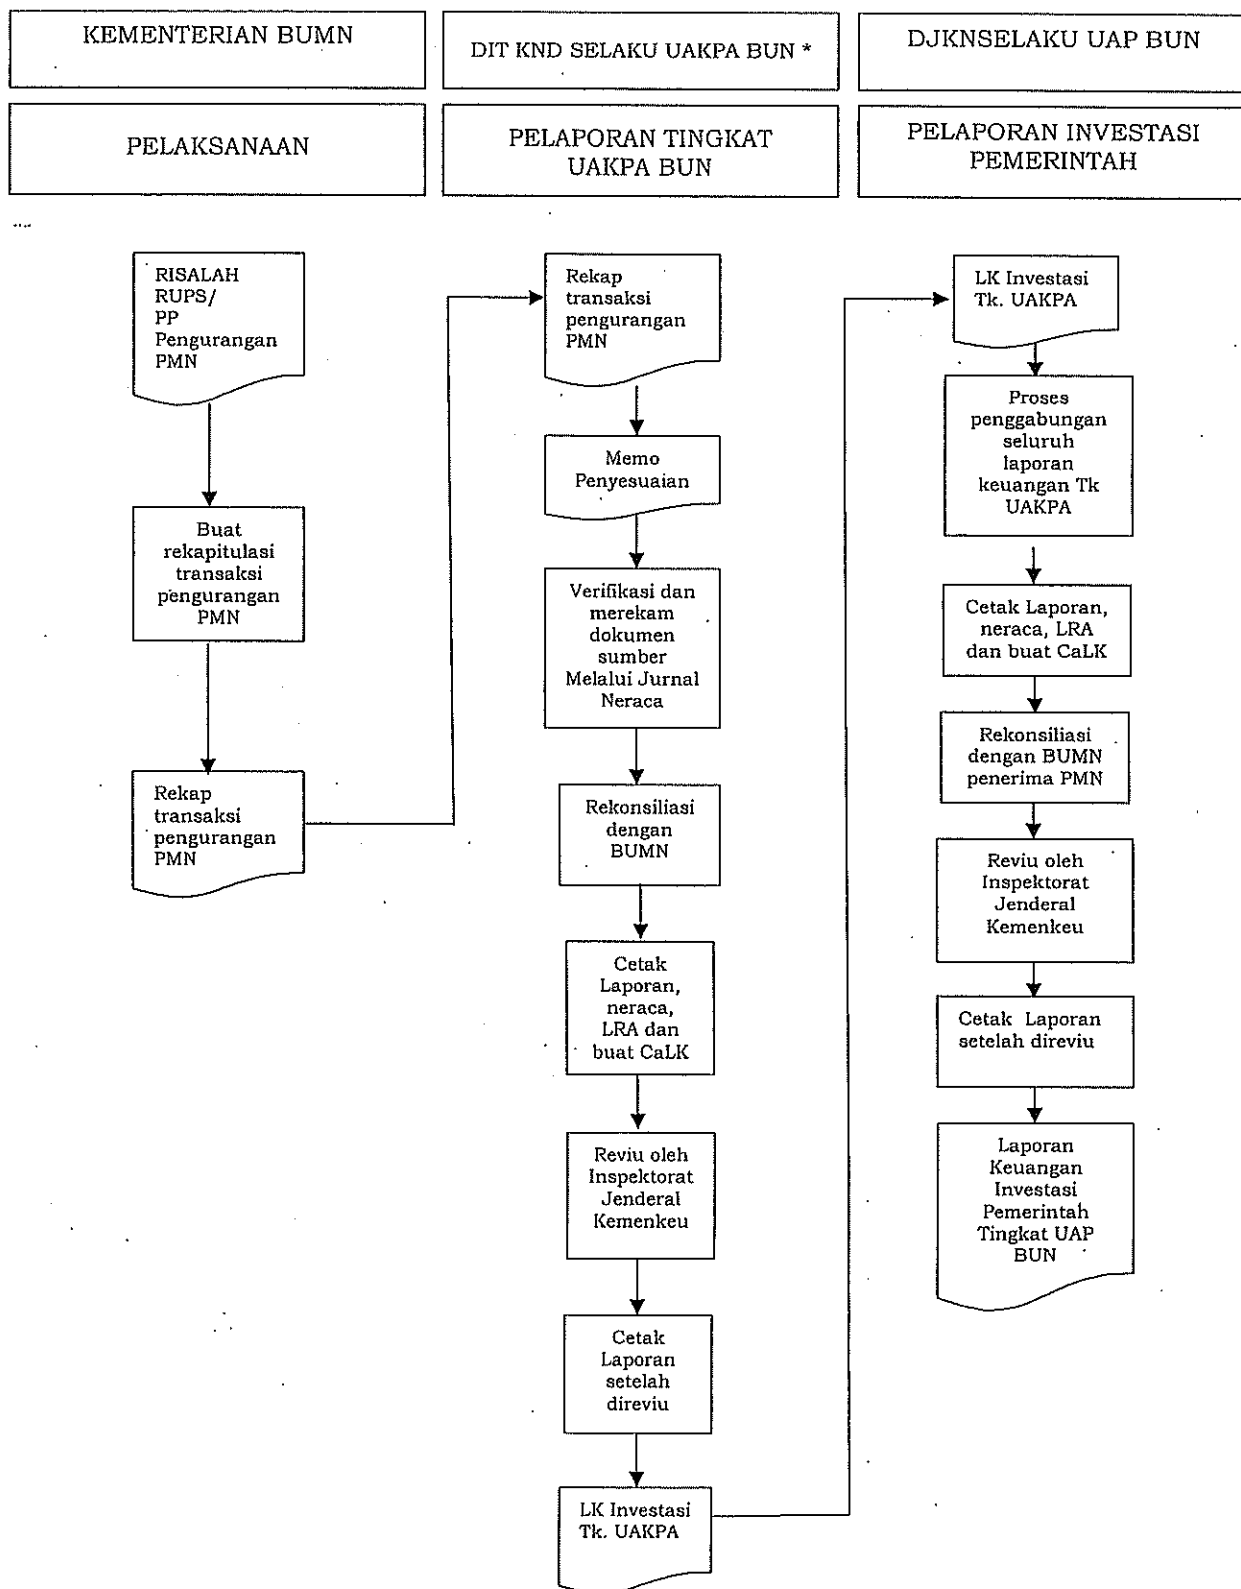 KEMENTERIAN BUMN
DIT KND SELAKU UAKPA BUN *
DJKNSELAKU UAP BUN
PELAKSANAAN
PELAPORAN TINGKAT
UAKPA BUN
PELAPORAN INVESTASI
PEMERINTAH
RISALAH
RUPS/
PP
Pengurangan
PMN
Buat
rekapitulasi
transaksi
pengurangan
PMN
Rekap
transaksi
pengurangan
PMN
Rekap
transaksi
pengurangan
PMN
Memo
Penyesuaian
Verifikasi dan
merekam
dokumen
sumber
Melalui Jurnal
Neraca
Rekonsiliasi
dengan
BUMN
Cetak
Laporan,
neraca,
LRA dan
buat CaLK
Reviu oleh
Inspektorat
Jenderal
Kemenkeu
Cetak
Laporan
setelah
direviu
LK Investasi
Tk. UAKPA
LK Investasi
Tk. UAKPA
Proses
penggabungan
seluruh
laporan
keuangan Tk
UAKPA
Cetak Laporan,
neraca, LRA
dan buat CaLK
Rekonsiliasi
dengan BUMN
penerima PMN
Reviu oleh
Inspektorat
Jenderal
Kemenkeu
Cetak Laporan
setelah direviu
Laporan
Keuangan
Investasi
Pemerintah
Tingkat UAP
BUN